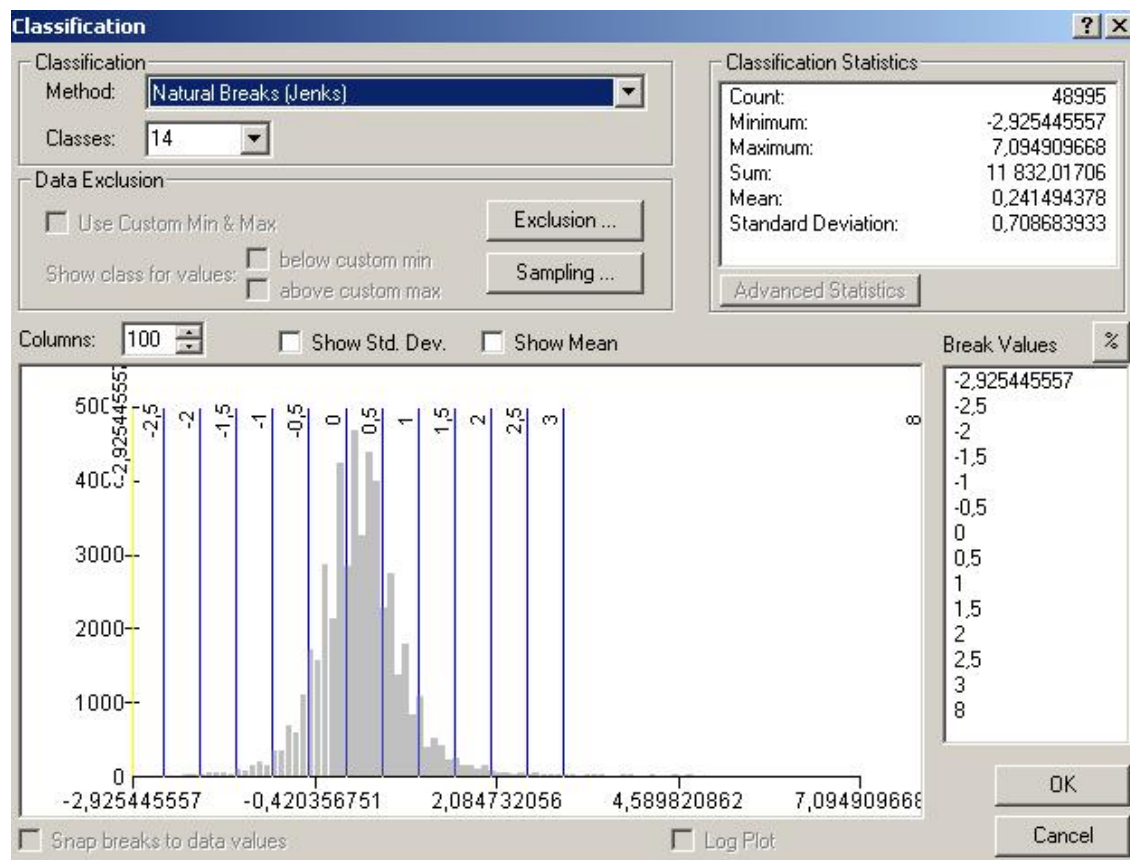 Classification
Classification
Method: Natural Breaks (Jenks)
Classes: 14
Data Exclusion
Use Custom Min & Max
Exclusion ...
Show class for values:
below custom min
above custom max
Sampling ...
Classification Statistics
Count: 48995
Minimum: -2,925445557
Maximum: 7,094909668
Sum: 11 832,01706
Mean: 0,241494378
Standard Deviation: 0,708683933
Advanced Statistics
Columns: 100
Show Std. Dev.
Show Mean
Break Values
%
-2,925445557
-2,5
-2
-1,5
-1
-0,5
0
0,5
1
1,5
2
2,5
3
8
3000
2000
1000
0
-2,925445557 -0,420356751 2,084732056 4,589820862 7,094909668
-2,925445557
-2,5
-2
-1,5
-1
-0,5
0
0,5
1
1,5
2
2,5
3
8
OK
Cancel
Snap breaks to data values
Log Plot